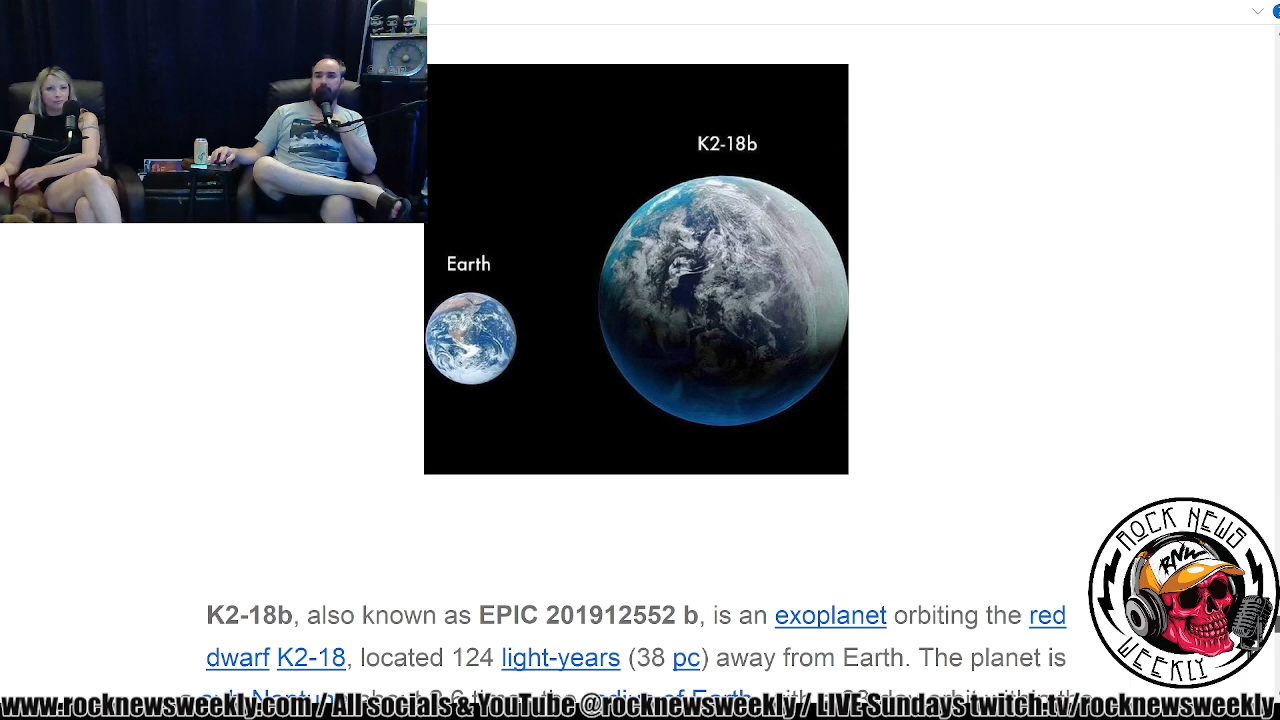 K2-18b
Earth
K2-18b, also known as EPIC 201912552 b, is an exoplanet orbiting the red
dwarf K2-18, located 124 light-years (38 pc) away from Earth. The planet is
ROCK NEWS
RNW
WEEKLY
www.rocknewsweekly.com / All socials & YouTube @rocknewsweekly / LIVE Sundays twitch.tv/rocknewsweekly